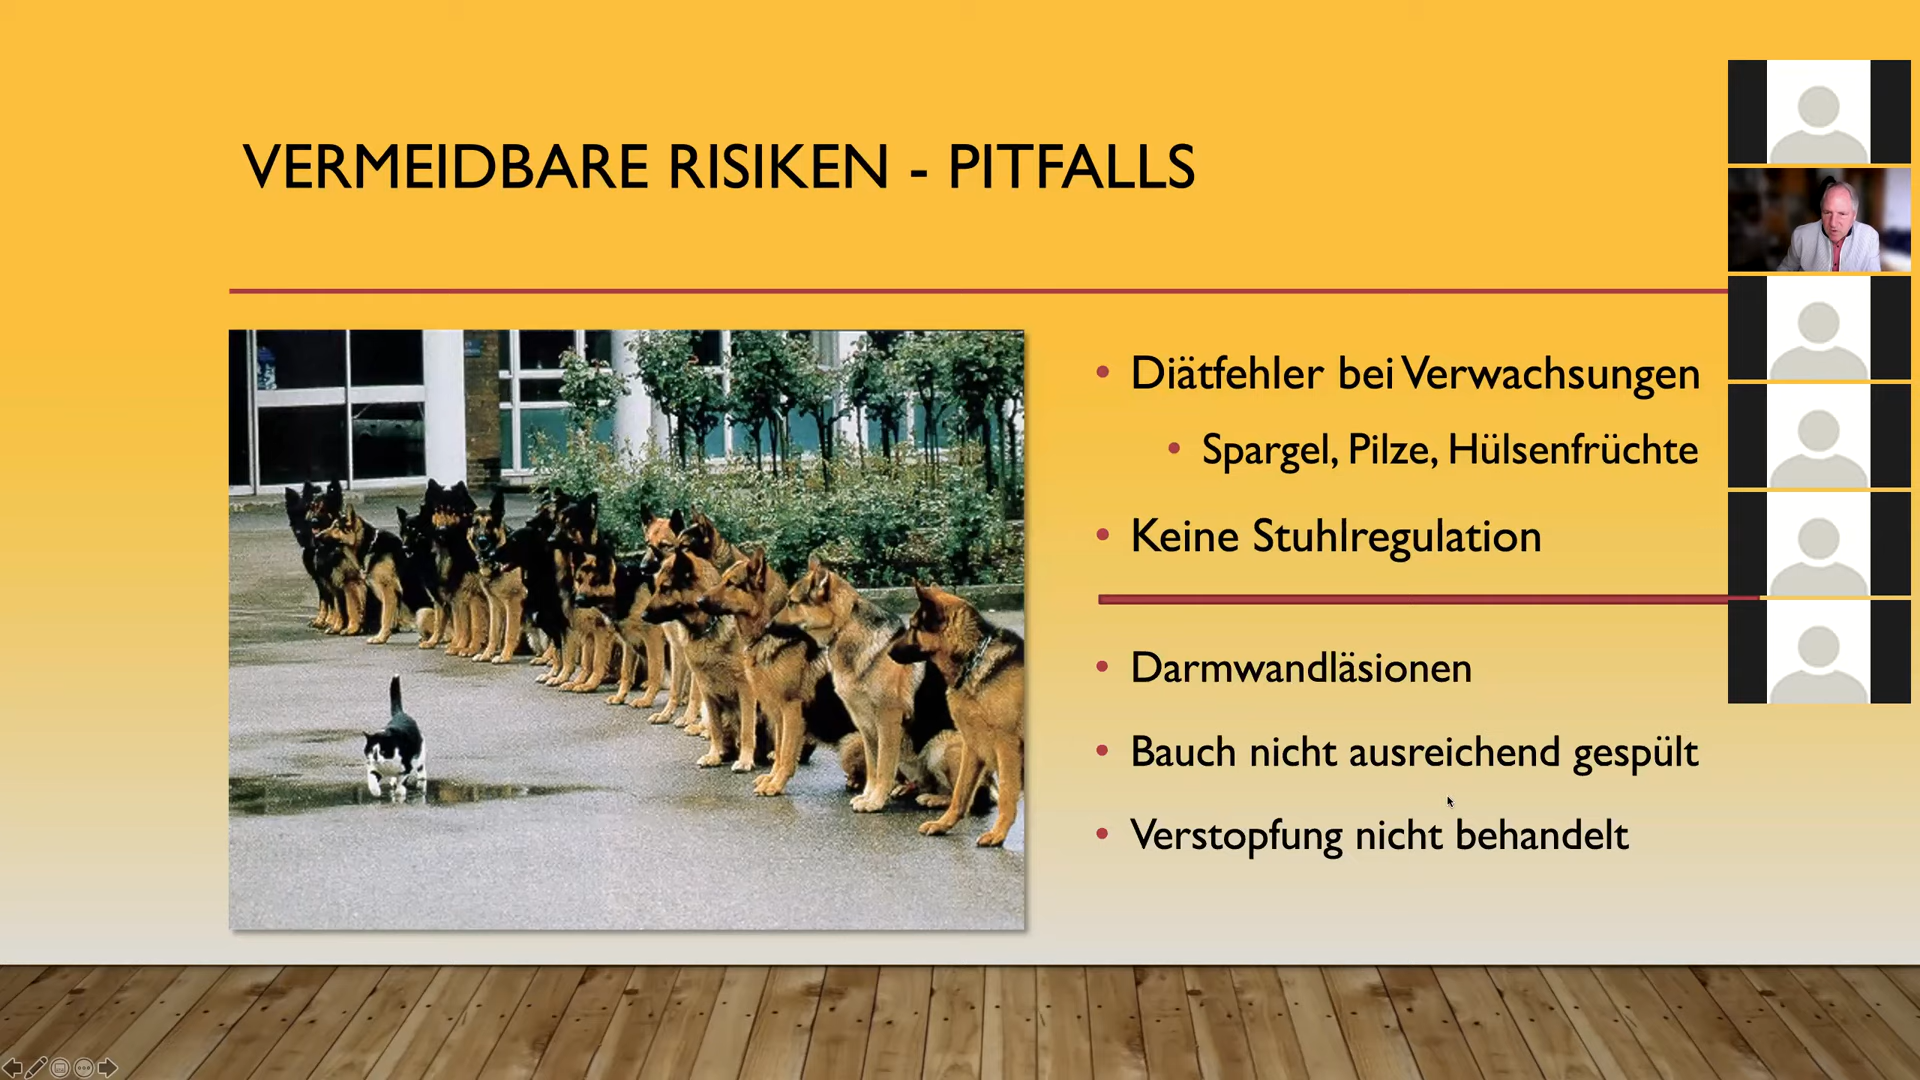 VERMEIDBARE RISIKEN - PITFALLS
Diätfehler bei Verwachsungen
Spargel, Pilze, Hülsenfrüchte
Keine Stuhlregulation
Darmwandläsionen
Bauch nicht ausreichend gespült
Verstopfung nicht behandelt